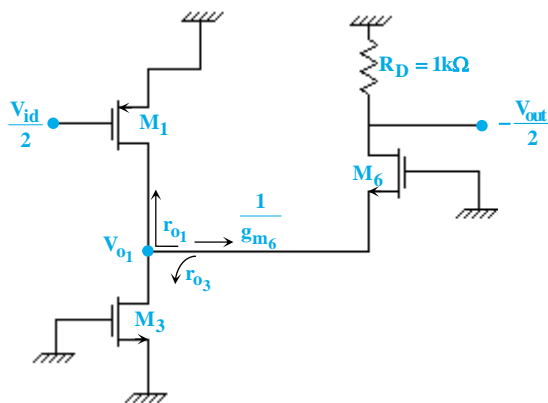 R_D = 1kΩ
V_id/2
M_1
-V_out/2
M_6
r_o1
1/g_m6
V_o1
r_o3
M_3